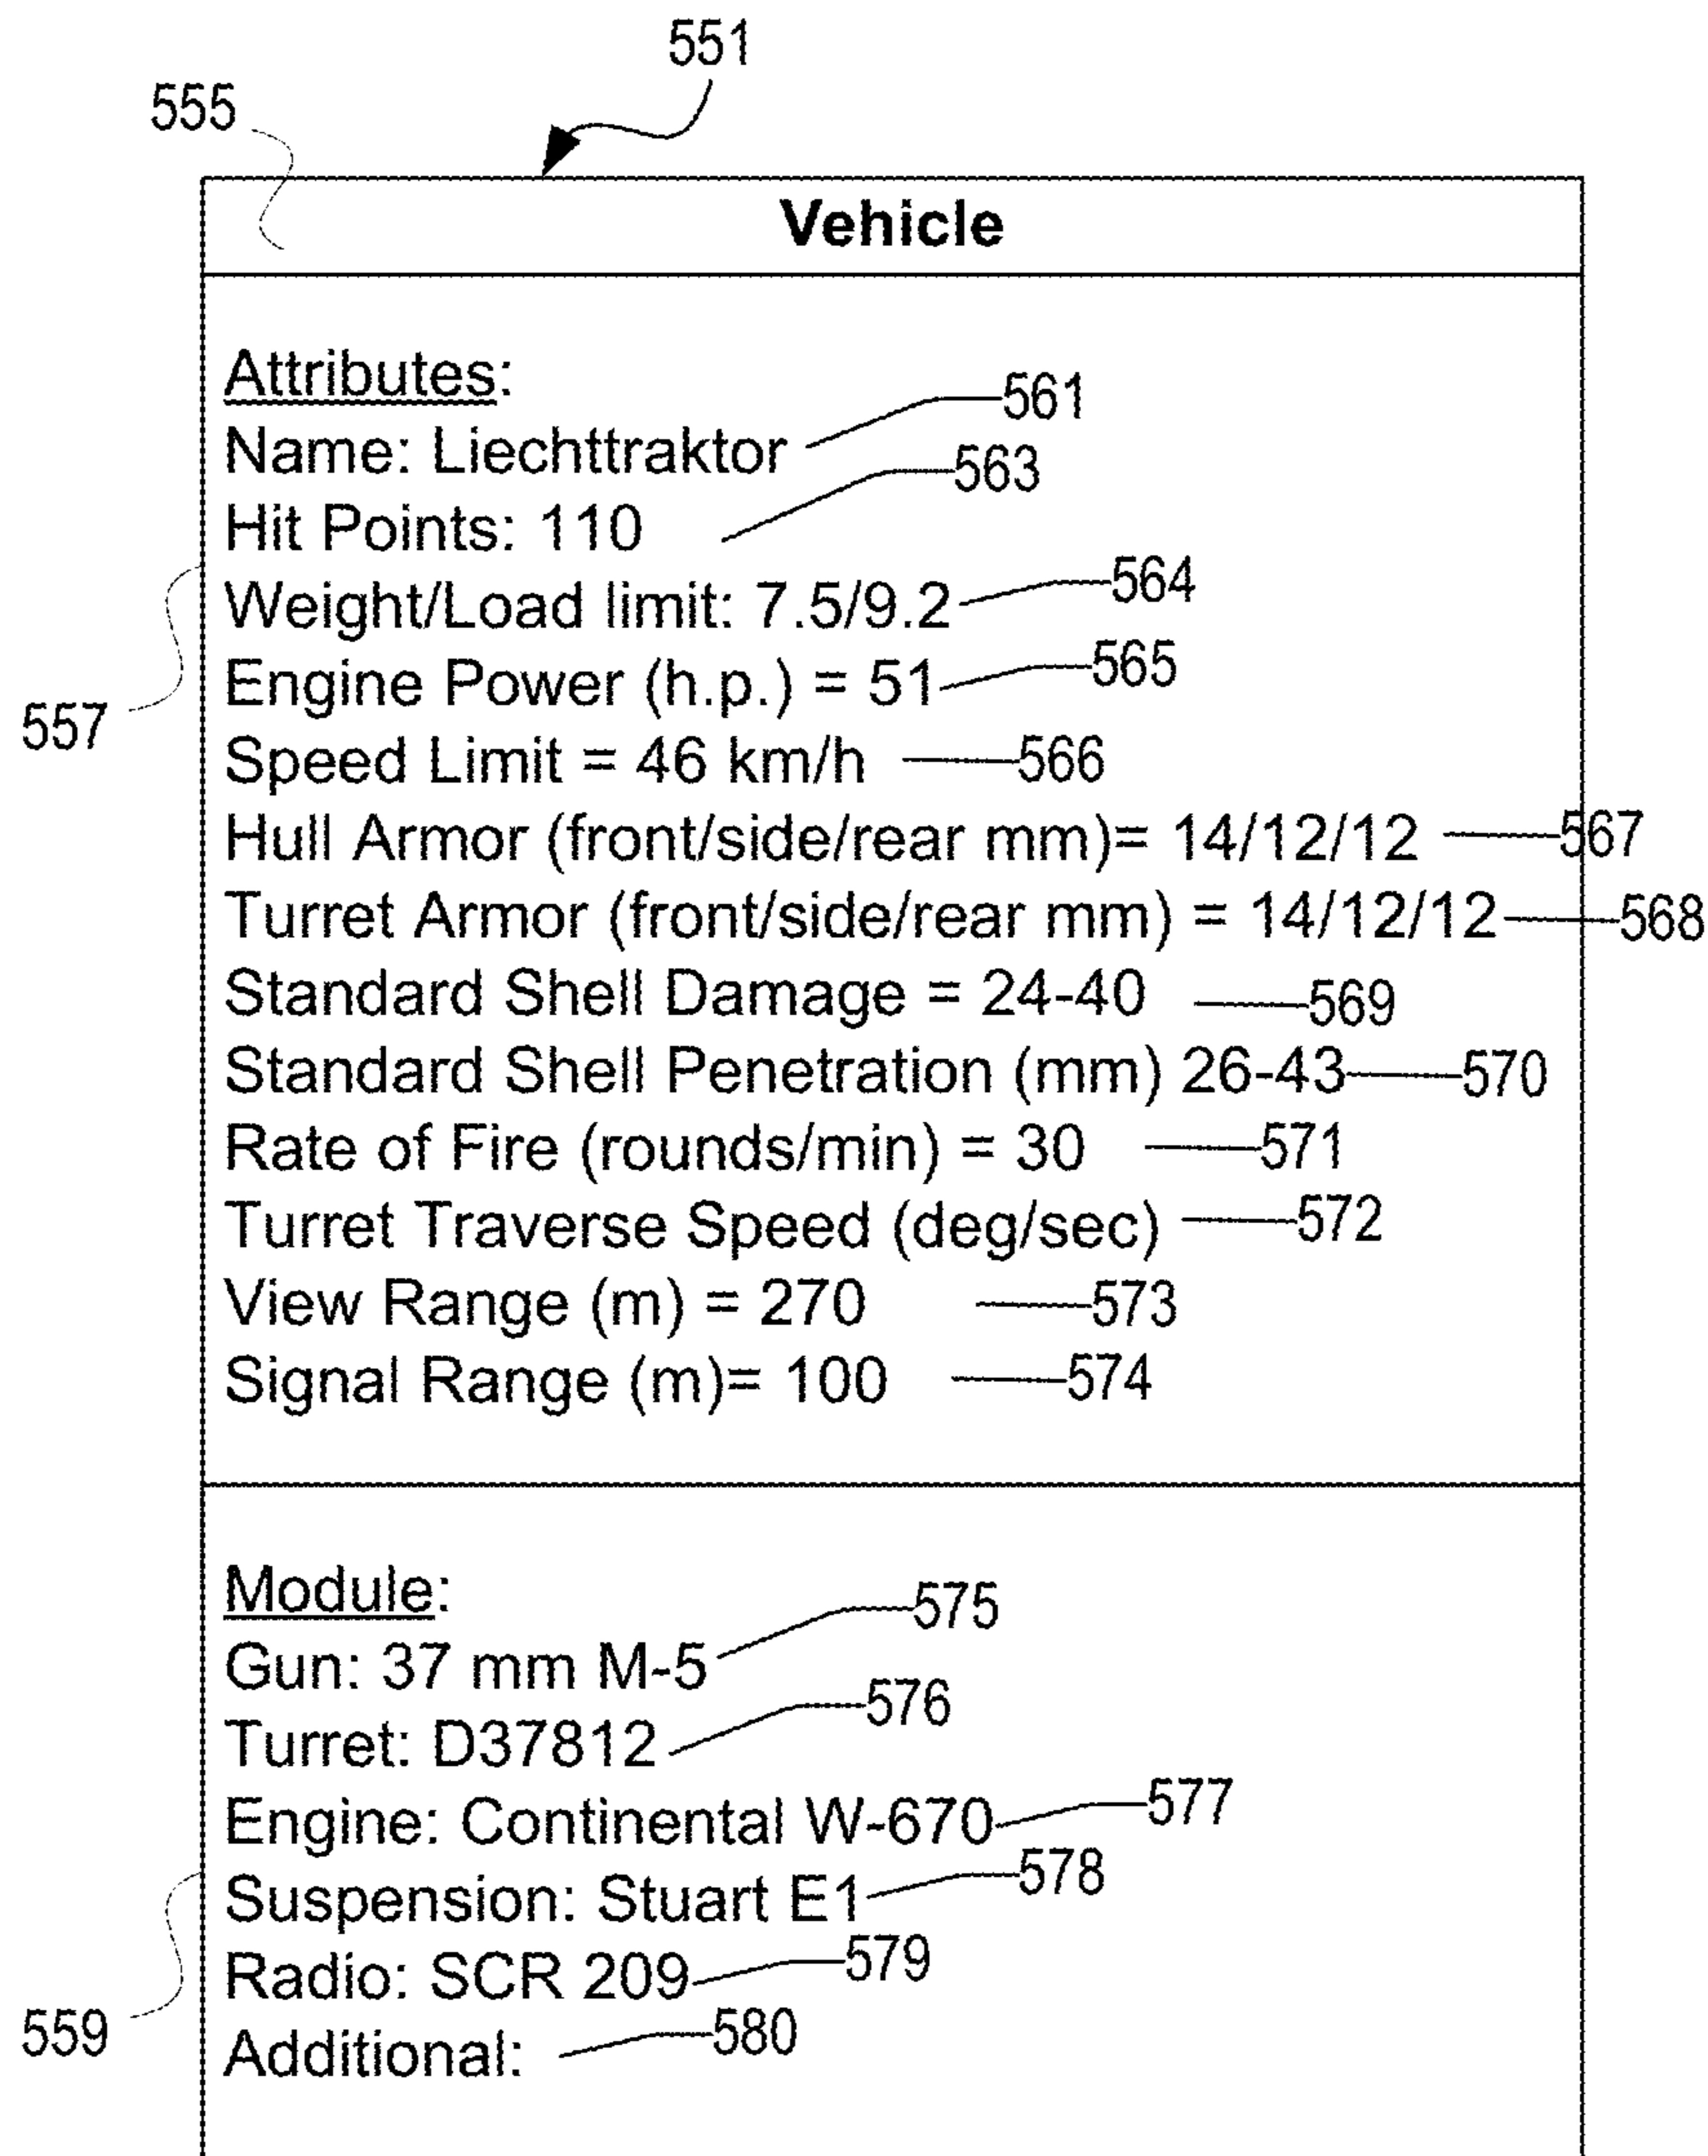 551
555
Vehicle
Attributes:
561
Name: Liechttraktor
563
Hit Points: 110
564
Weight/Load limit: 7.5/9.2
565
Engine Power (h.p.) = 51
557
Speed Limit = 46 km/h 566
Hull Armor (front/side/rear mm)= 14/12/12 567
Turret Armor (front/side/rear mm) = 14/12/12 568
Standard Shell Damage = 24-40 569
Standard Shell Penetration (mm) 26-43 570
Rate of Fire (rounds/min) = 30 571
Turret Traverse Speed (deg/sec) 572
View Range (m) = 270 573
Signal Range (m)= 100 574
Module:
575
Gun: 37 mm M-5
576
Turret: D37812
577
Engine: Continental W-670
578
Suspension: Stuart E1
579
Radio: SCR 209
559
Additional: 580